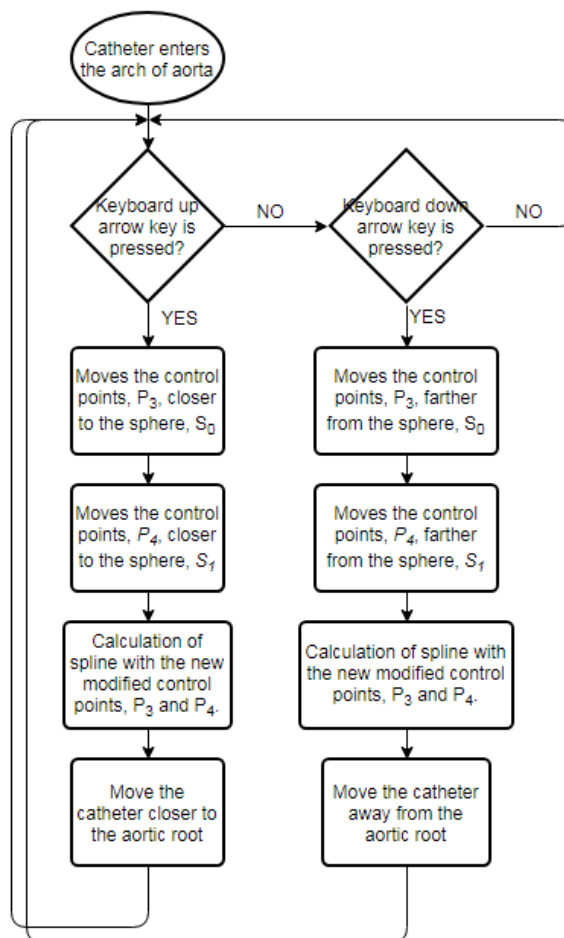 Catheter enters
the arch of aorta
Keyboard up
arrow key is
pressed?
NO
Keyboard down
arrow key is
pressed?
NO
YES
YES
Moves the control
points, P₃, closer
to the sphere, S₀
Moves the control
points, P₃, farther
from the sphere, S₀
Moves the control
points, P₄, closer
to the sphere, S₁
Moves the control
points, P₄, farther
from the sphere, S₁
Calculation of
spline with the new
modified control
points, P₃ and P₄.
Calculation of spline with
the new modified control
points, P₃ and P₄.
Move the
catheter closer to
the aortic root
Move the catheter
away from the
aortic root